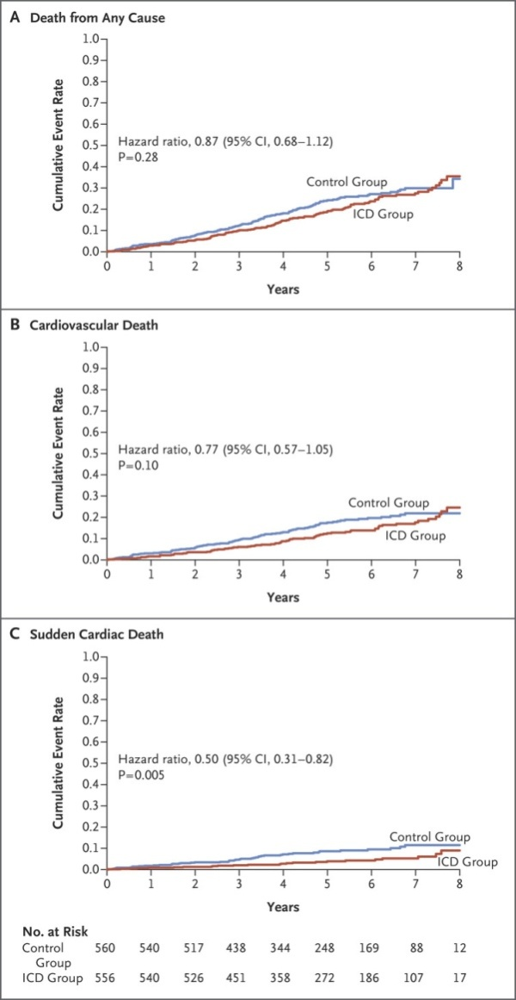 A Death from Any Cause
1.0
0.9
0.8
0.7
0.6
0.5
0.4
0.3
0.2
0.1
0.0
Cumulative Event Rate
Hazard ratio, 0.87 (95% CI, 0.68–1.12)
P=0.28
Control Group
ICD Group
0 1 2 3 4 5 6 7 8
Years
B Cardiovascular Death
1.0
0.9
0.8
0.7
0.6
0.5
0.4
0.3
0.2
0.1
0.0
Cumulative Event Rate
Hazard ratio, 0.77 (95% CI, 0.57–1.05)
P=0.10
Control Group
ICD Group
0 1 2 3 4 5 6 7 8
Years
C Sudden Cardiac Death
1.0
0.9
0.8
0.7
0.6
0.5
0.4
0.3
0.2
0.1
0.0
Cumulative Event Rate
Hazard ratio, 0.50 (95% CI, 0.31–0.82)
P=0.005
Control Group
ICD Group
0 1 2 3 4 5 6 7 8
Years
No. at Risk
Control 560 540 517 438 344 248 169 88 12
Group
ICD Group 556 540 526 451 358 272 186 107 17